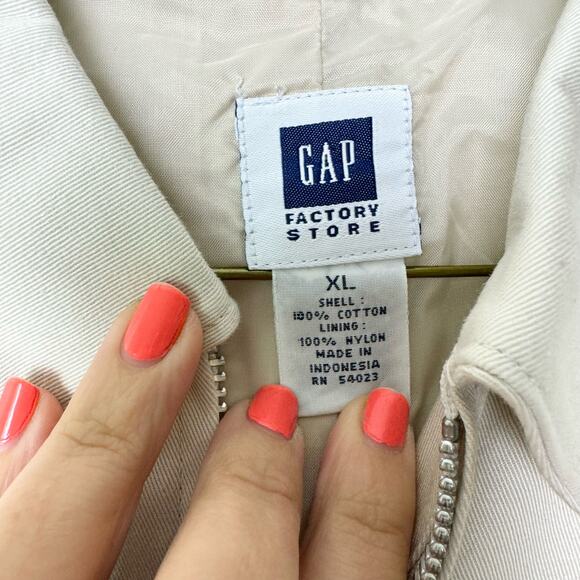 GAP
FACTORY
STORE
XL
SHELL :
100% COTTON
LINING :
100% NYLON
MADE IN
INDONESIA
RN 54023